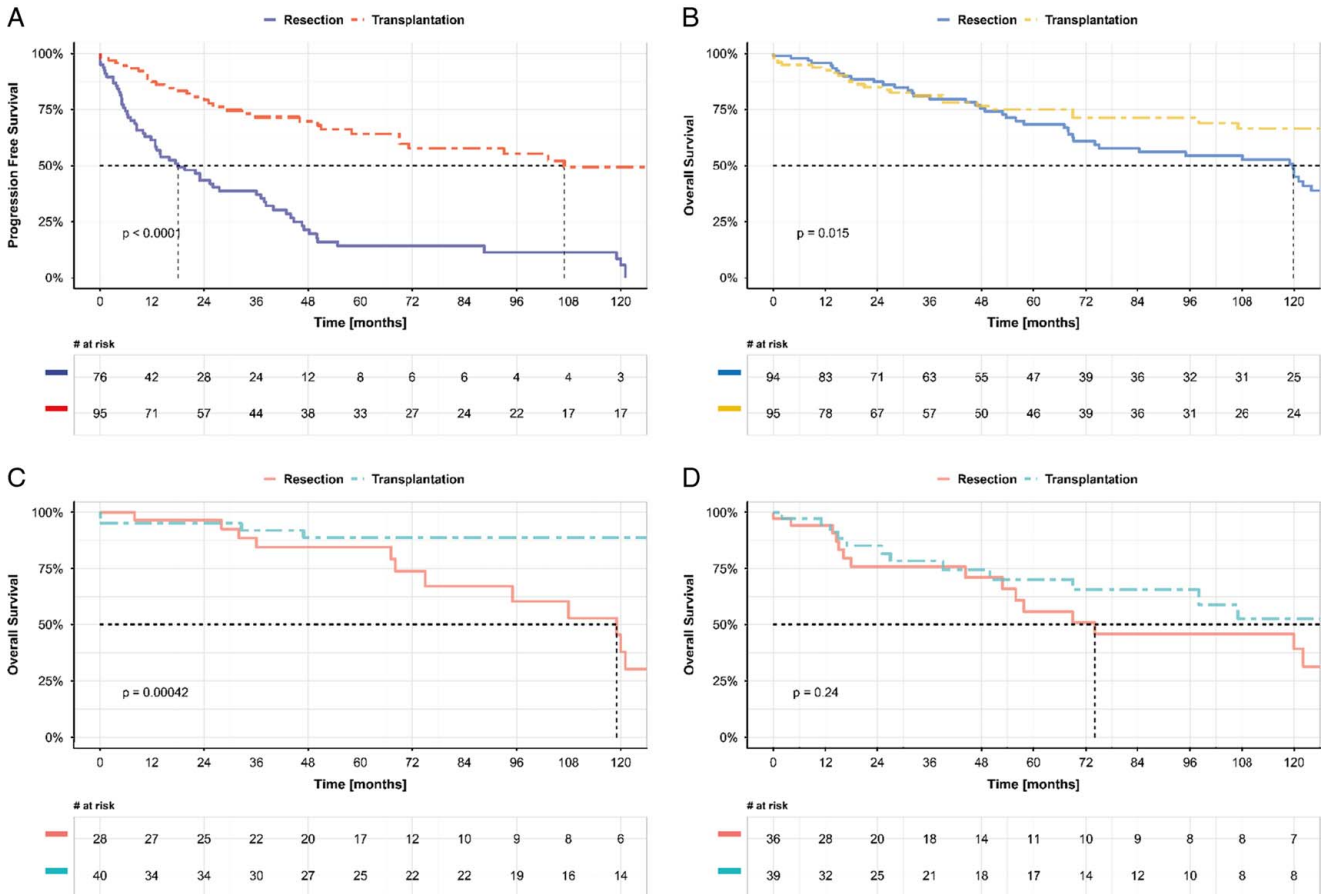 A
Resection Transplantation
Progression Free Survival
100%
75%
50%
25%
0%
p < 0.0001
0 12 24 36 48 60 72 84 96 108 120
Time [months]
# at risk
76 42 28 24 12 8 6 6 4 4 3
95 71 57 44 38 33 27 24 22 17 17
B
Resection Transplantation
Overall Survival
100%
75%
50%
25%
0%
p = 0.015
0 12 24 36 48 60 72 84 96 108 120
Time [months]
# at risk
94 83 71 63 55 47 39 36 32 31 25
95 78 67 57 50 46 39 36 31 26 24
C
Resection Transplantation
Overall Survival
100%
75%
50%
25%
0%
p = 0.00042
0 12 24 36 48 60 72 84 96 108 120
Time [months]
# at risk
28 27 25 22 20 17 12 10 9 8 6
40 34 34 30 27 25 22 22 19 16 14
D
Resection Transplantation
Overall Survival
100%
75%
50%
25%
0%
p = 0.24
0 12 24 36 48 60 72 84 96 108 120
Time [months]
# at risk
36 28 20 18 14 11 10 9 8 8 7
39 32 25 21 18 17 14 12 10 8 8